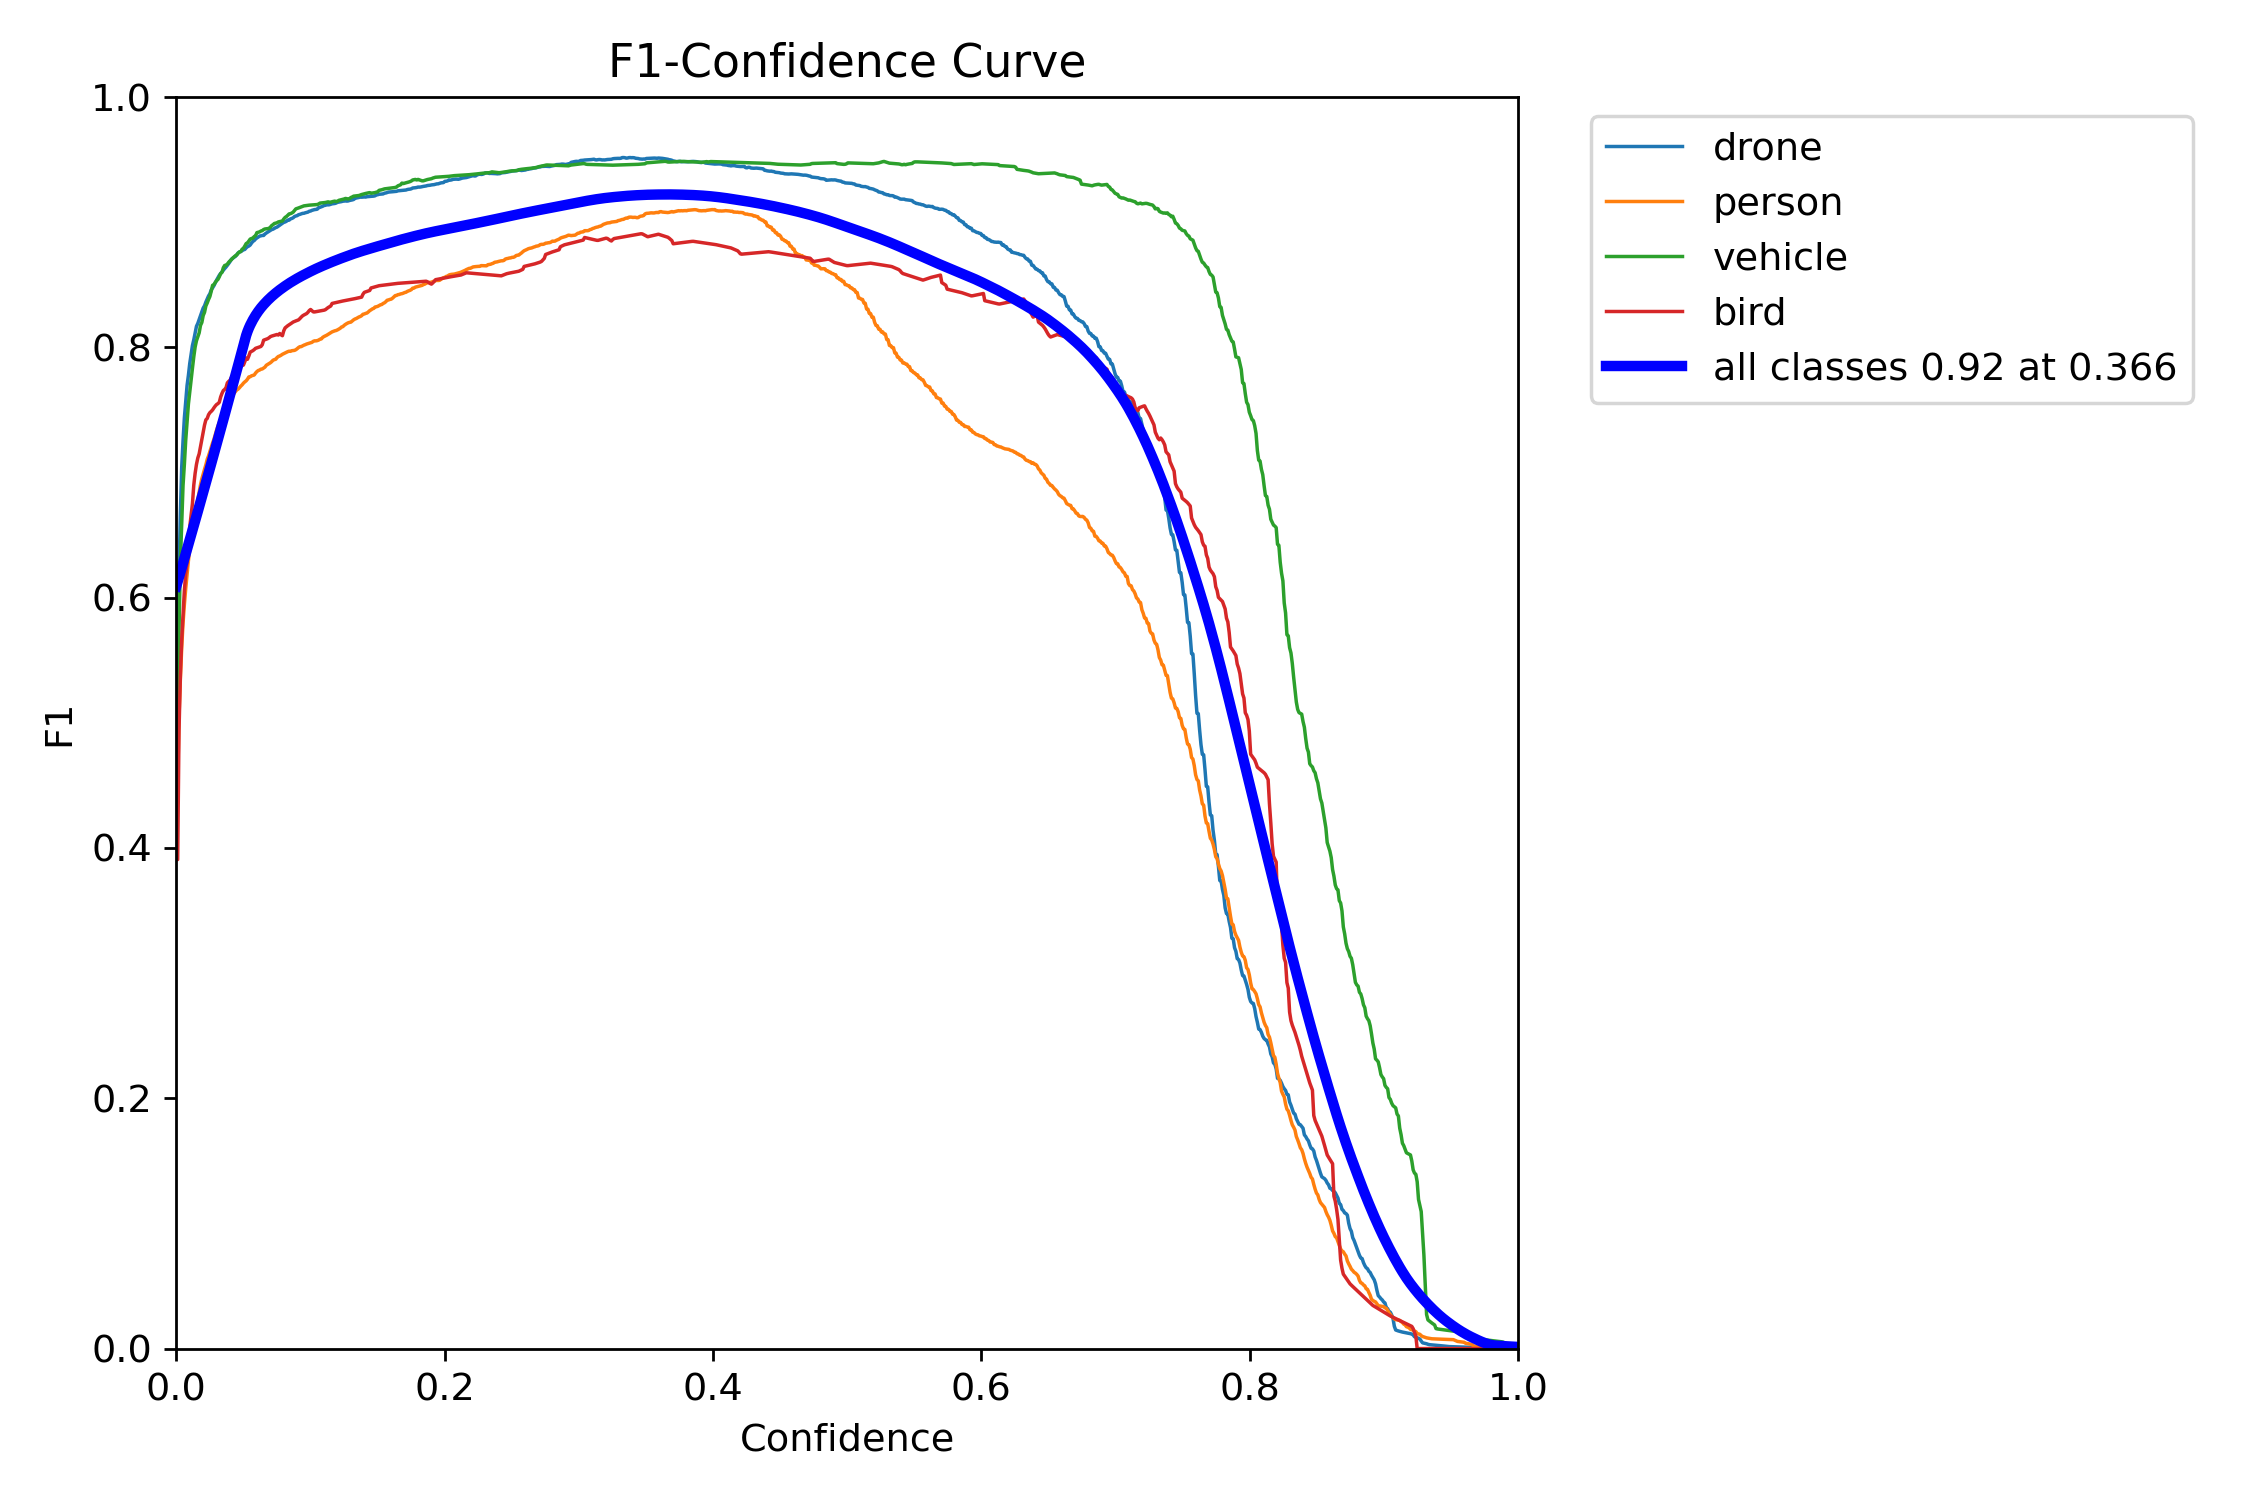 F1-Confidence Curve
1.0
0.8
0.6
0.4
0.2
0.0
F1
0.0 0.2 0.4 0.6 0.8 1.0
Confidence
drone
person
vehicle
bird
all classes 0.92 at 0.366